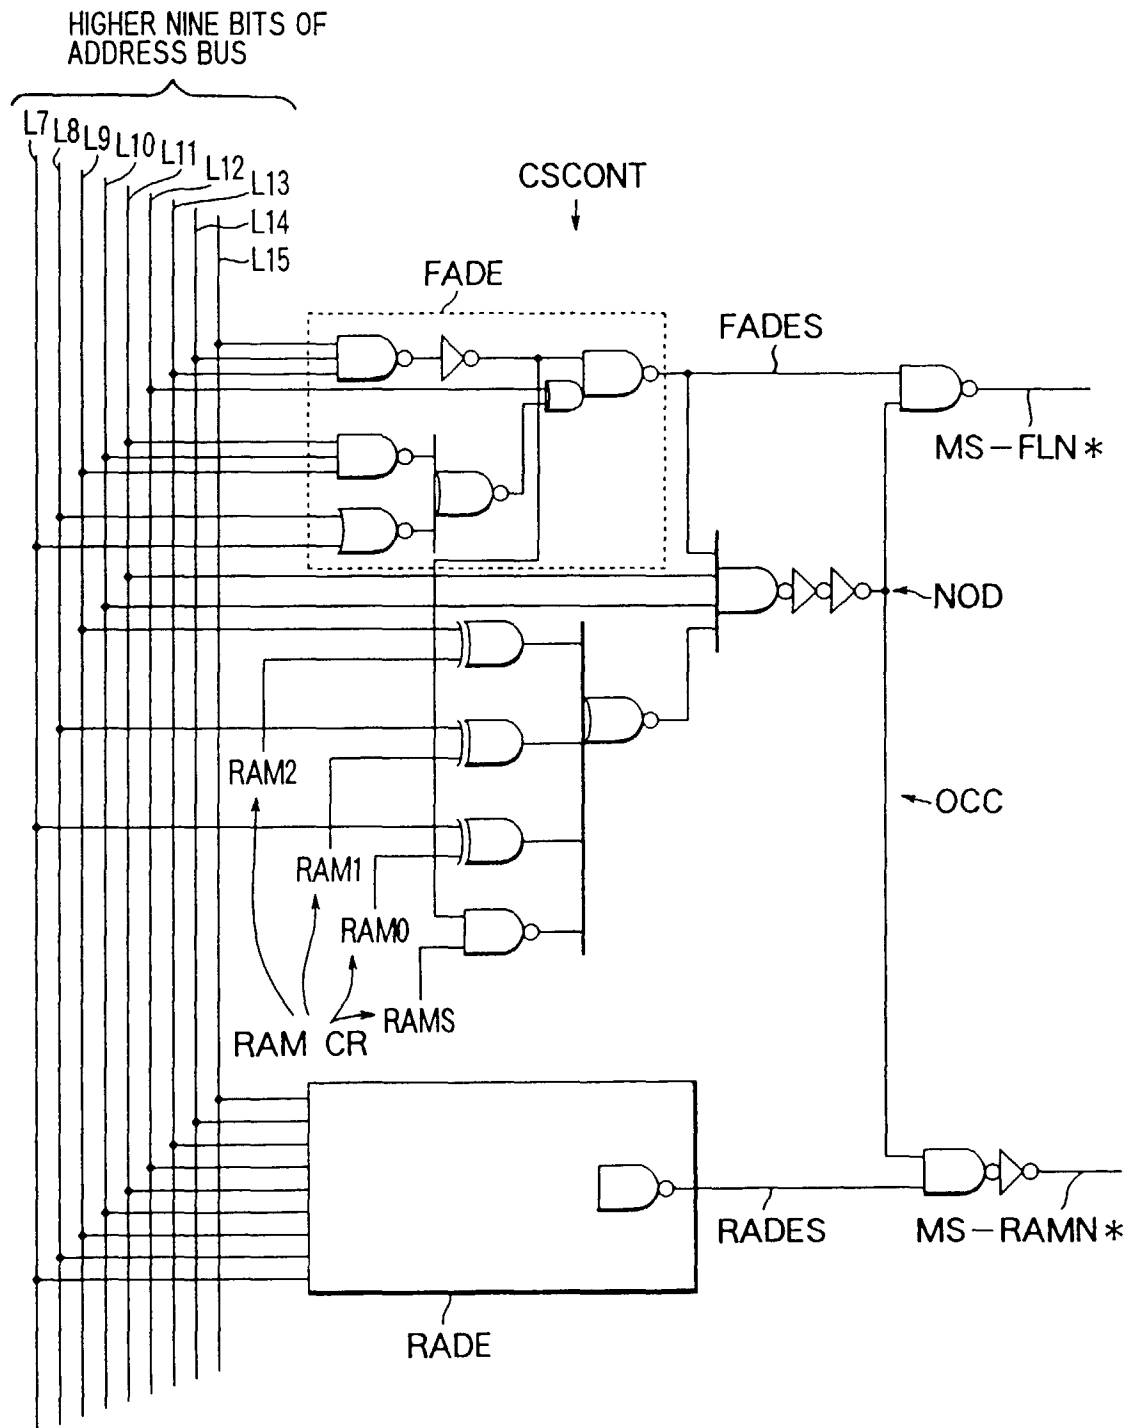 HIGHER NINE BITS OF
ADDRESS BUS
L7
L8
L9
L10
L11
L12
L13
L14
L15
CSCONT
FADE
FADES
MS-FLN*
NOD
RAM2
OCC
RAM1
RAM0
RAMS
RAM CR
RADES
MS-RAMN*
RADE